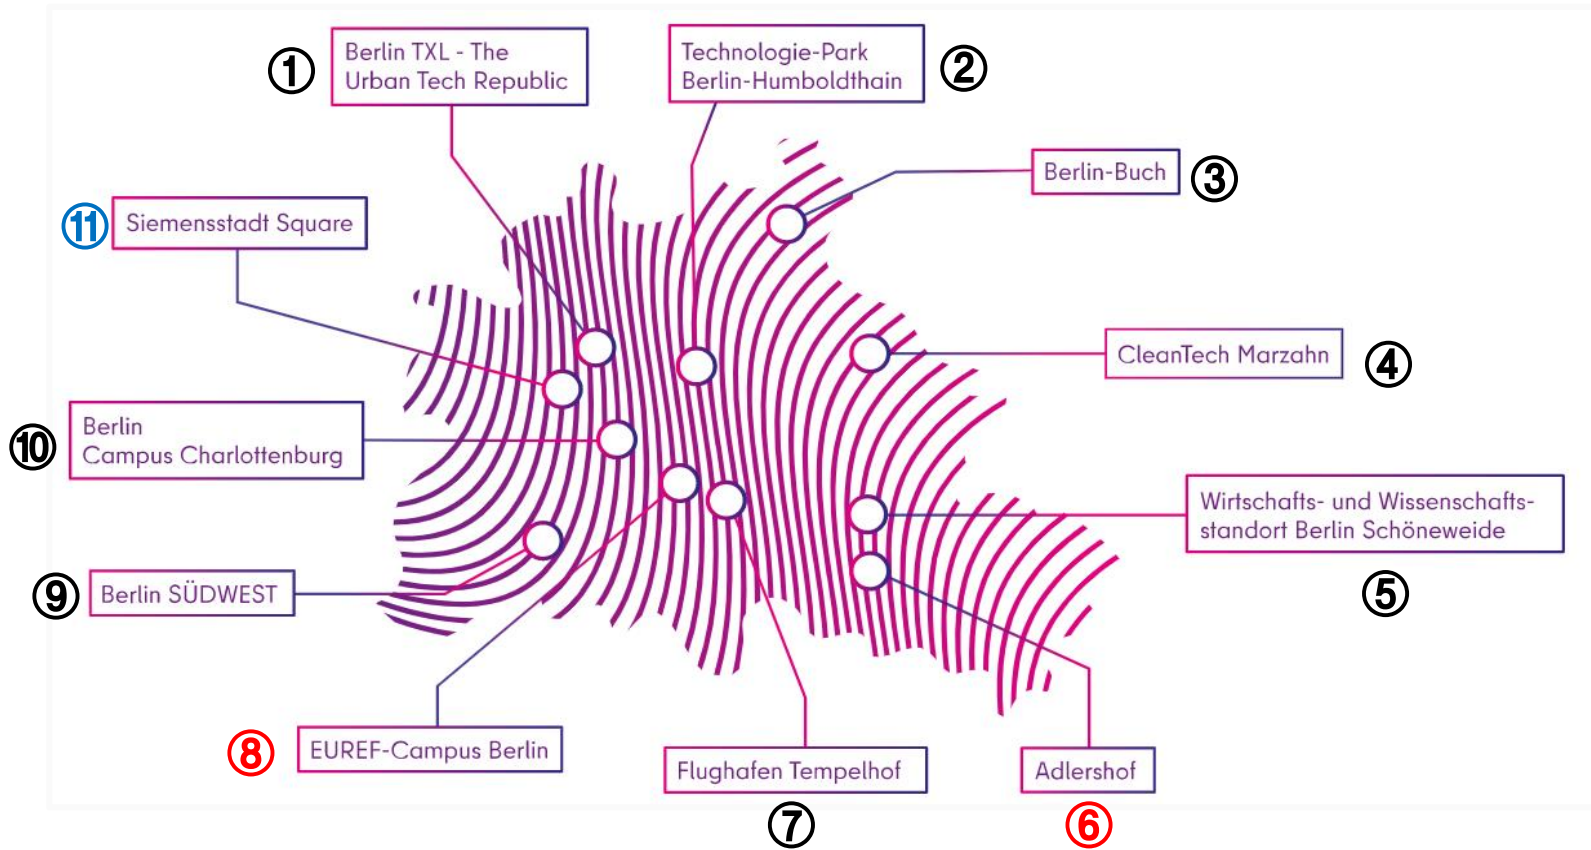 ①
Berlin TXL - The
Urban Tech Republic
Technologie-Park
Berlin-Humboldthain
②
Berlin-Buch
③
⑪
Siemensstadt Square
CleanTech Marzahn
④
⑩
Berlin
Campus Charlottenburg
Wirtschafts- und Wissenschafts-
standort Berlin Schöneweide
⑤
⑨
Berlin SÜDWEST
⑧
EUREF-Campus Berlin
Flughafen Tempelhof
⑦
Adlershof
⑥